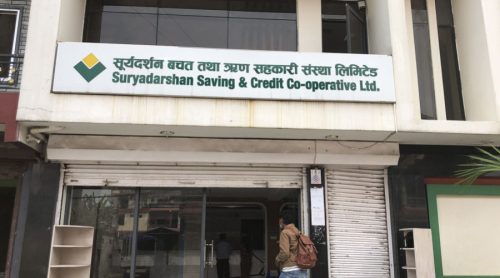 सूर्यदर्शन बचत तथा ऋण सहकारी संस्था लिमिटेड
Suryadarshan Saving & Credit Co-operative Ltd.